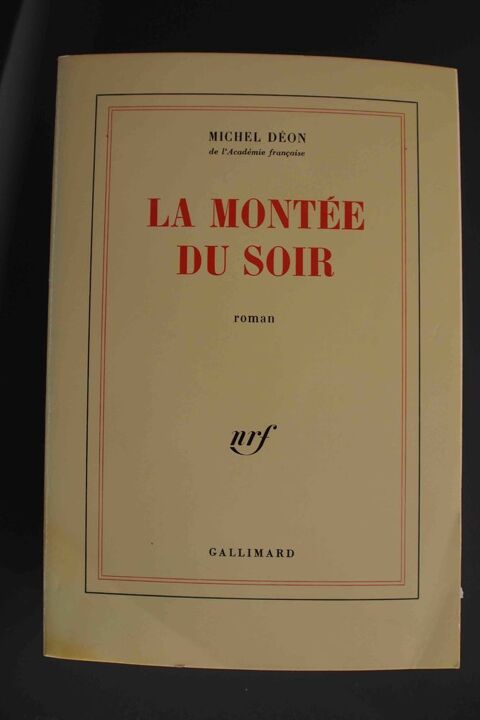 MICHEL DÉON
de l'Académie française
LA MONTÉE
DU SOIR
roman
nrf
GALLIMARD